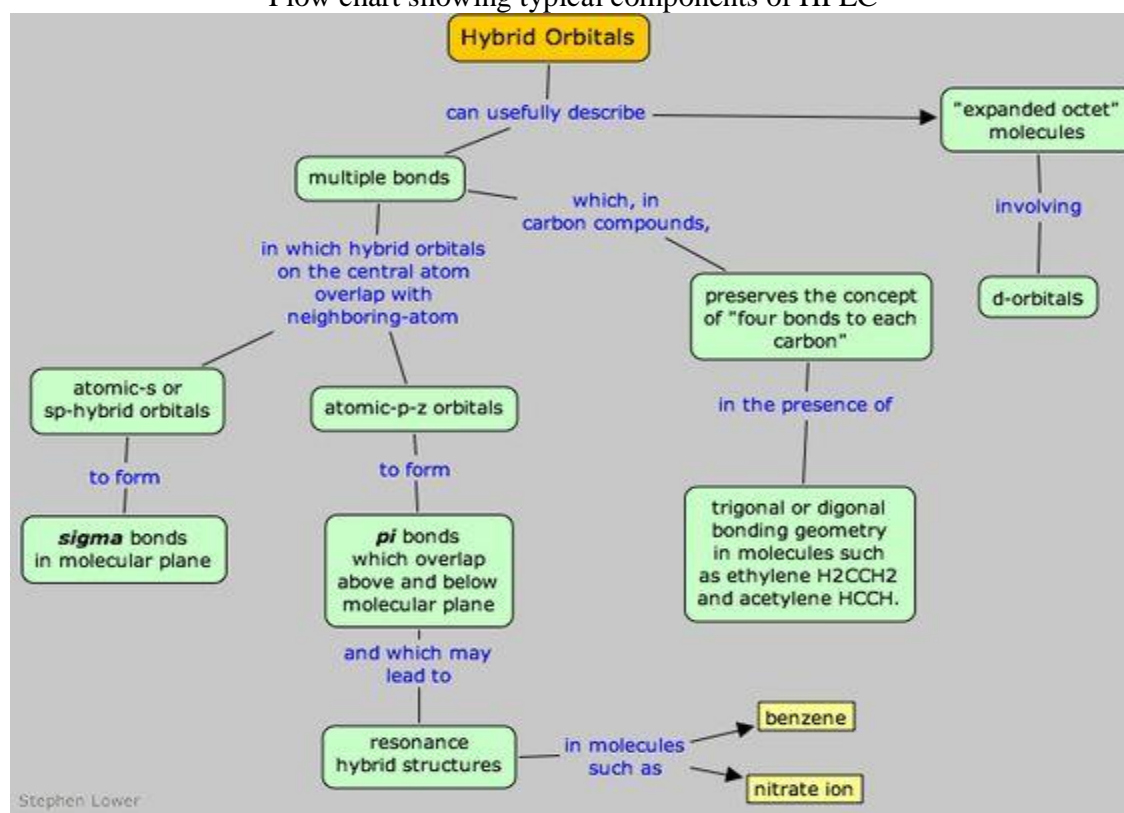 Flow chart showing typical components of HPLC
Hybrid Orbitals
can usefully describe
"expanded octet"
molecules
involving
d-orbitals
multiple bonds
which, in
carbon compounds,
preserves the concept
of "four bonds to each
carbon"
in the presence of
trigonal or digonal
bonding geometry
in molecules such
as ethylene H2CCH2
and acetylene HCCH.
in which hybrid orbitals
on the central atom
overlap with
neighboring-atom
atomic-s or
sp-hybrid orbitals
to form
sigma bonds
in molecular plane
atomic-p-z orbitals
to form
pi bonds
which overlap
above and below
molecular plane
and which may
lead to
resonance
hybrid structures
in molecules
such as
benzene
nitrate ion
Stephen Lower